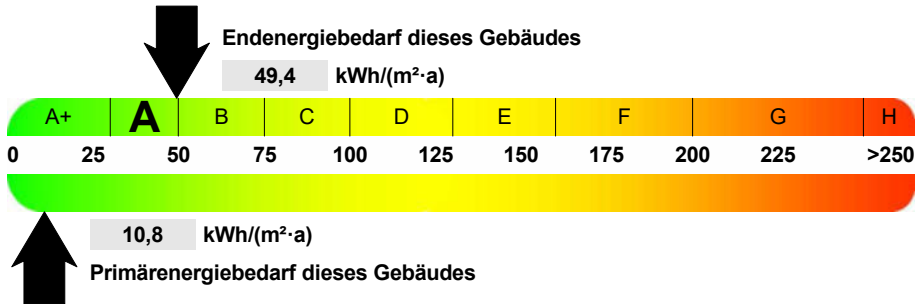 Endenergiebedarf dieses Gebäudes
49,4 kWh/(m²·a)
A+ A B C D E F G H
0 25 50 75 100 125 150 175 200 225 >250
10,8 kWh/(m²·a)
Primärenergiebedarf dieses Gebäudes